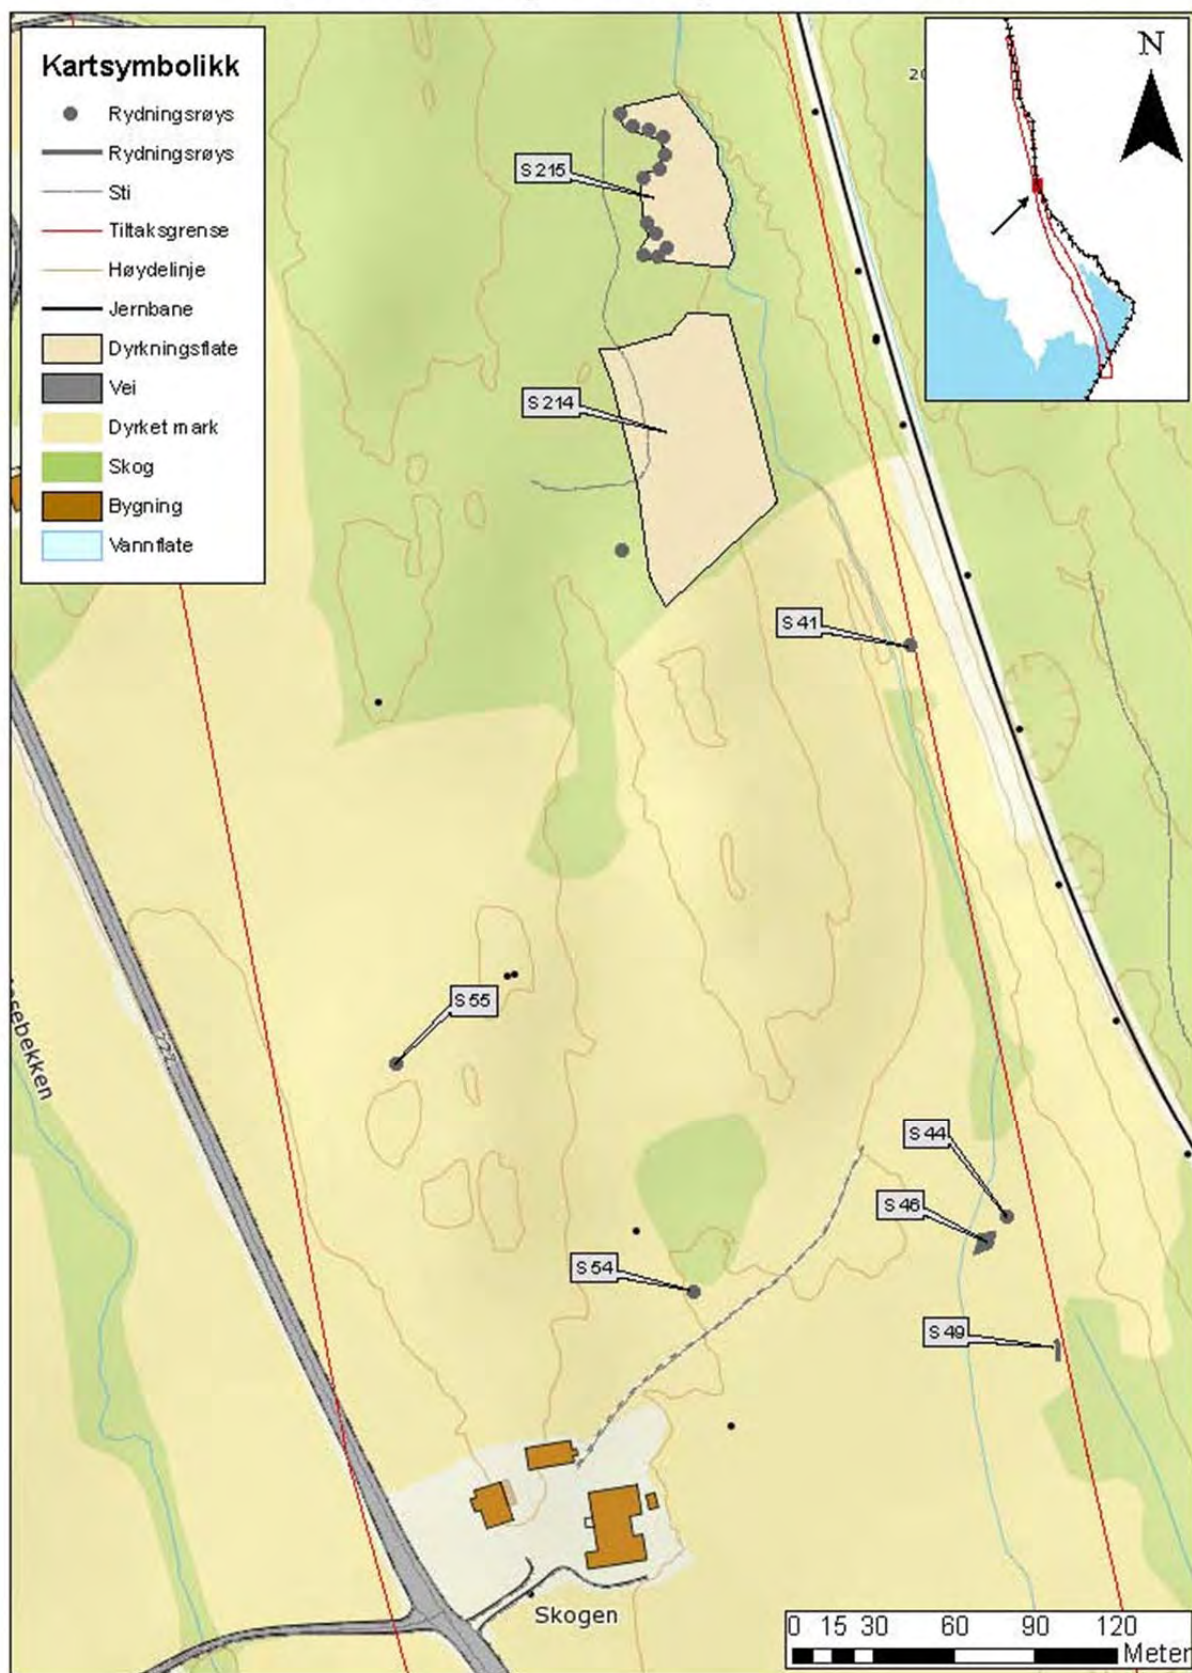 Kartsymbolikk
Rydningsrøys
Rydningsrøys
Sti
Tiltaksgrense
Høydelinje
Jernbane
Dyrkningsflate
Vei
Dyrket mark
Skog
Bygning
Vannflate
N
S 215
S 214
S 41
S 55
S 44
S 46
S 54
S 49
222
Skogen
0 15 30 60 90 120
Meter